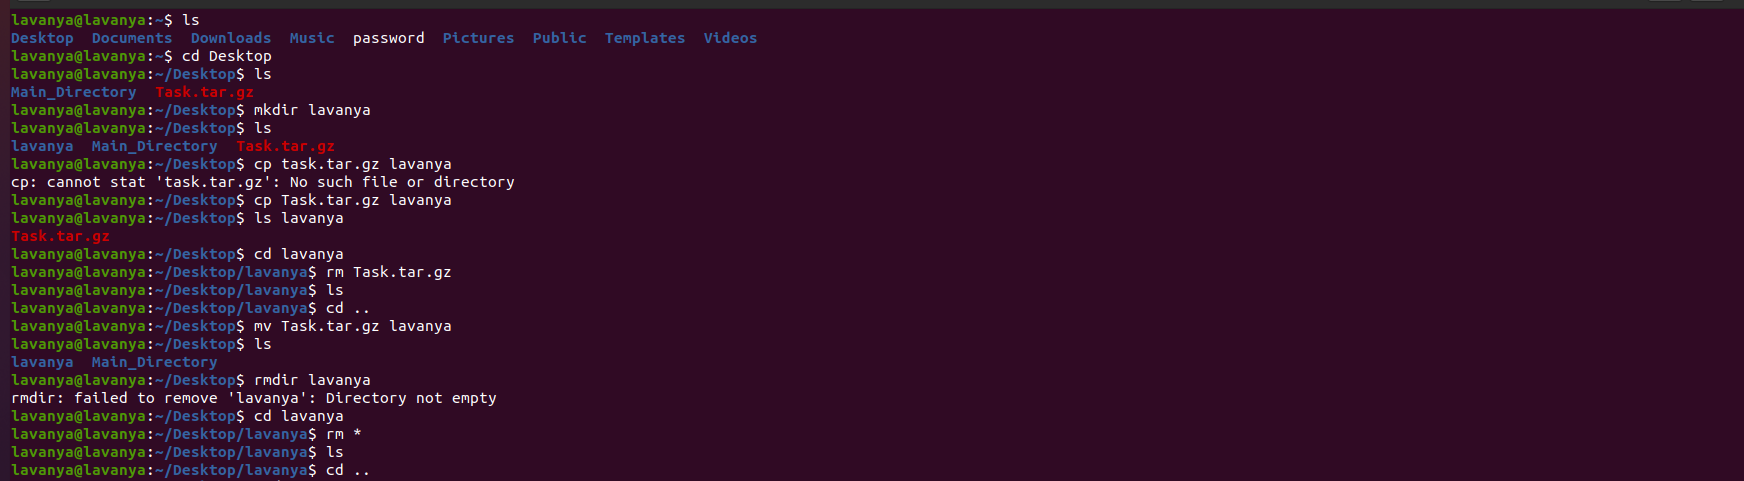 lavanya@lavanya:~$ ls
Desktop  Documents  Downloads  Music  password  Pictures  Public  Templates  Videos
lavanya@lavanya:~$ cd Desktop
lavanya@lavanya:~/Desktop$ ls
Main_Directory  Task.tar.gz
lavanya@lavanya:~/Desktop$ mkdir lavanya
lavanya@lavanya:~/Desktop$ ls
lavanya  Main_Directory  Task.tar.gz
lavanya@lavanya:~/Desktop$ cp task.tar.gz lavanya
cp: cannot stat 'task.tar.gz': No such file or directory
lavanya@lavanya:~/Desktop$ cp Task.tar.gz lavanya
lavanya@lavanya:~/Desktop$ ls lavanya
Task.tar.gz
lavanya@lavanya:~/Desktop$ cd lavanya
lavanya@lavanya:~/Desktop/lavanya$ rm Task.tar.gz
lavanya@lavanya:~/Desktop/lavanya$ ls
lavanya@lavanya:~/Desktop/lavanya$ cd ..
lavanya@lavanya:~/Desktop$ mv Task.tar.gz lavanya
lavanya@lavanya:~/Desktop$ ls
lavanya  Main_Directory
lavanya@lavanya:~/Desktop$ rmdir lavanya
rmdir: failed to remove 'lavanya': Directory not empty
lavanya@lavanya:~/Desktop$ cd lavanya
lavanya@lavanya:~/Desktop/lavanya$ rm *
lavanya@lavanya:~/Desktop/lavanya$ ls
lavanya@lavanya:~/Desktop/lavanya$ cd ..